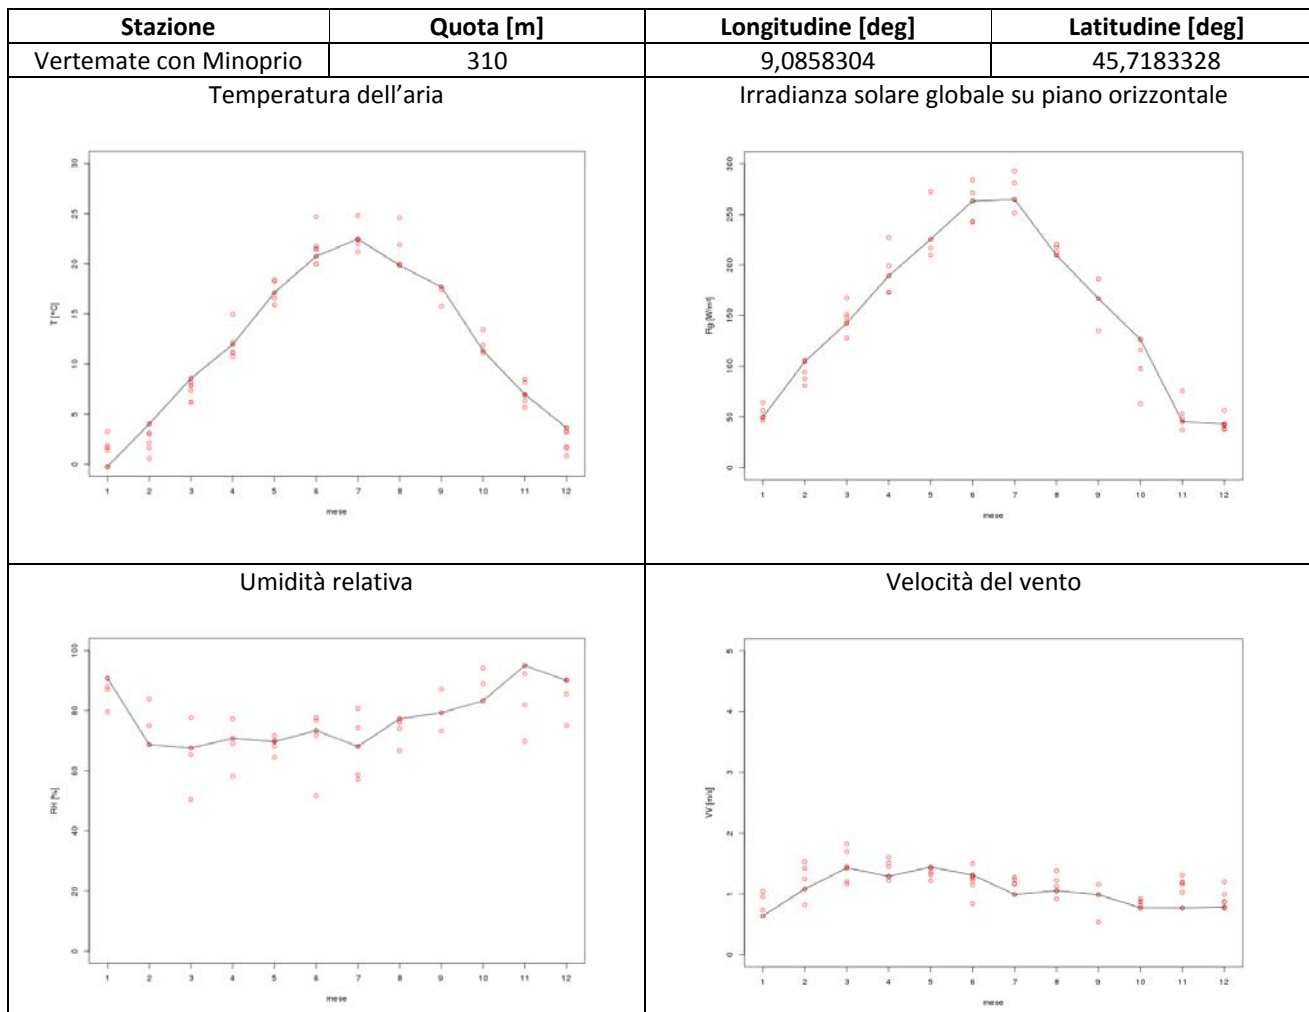 Stazione Quota [m] Longitudine [deg] Latitudine [deg]
Vertemate con Minoprio 310 9,0858304 45,7183328
Temperatura dell’aria
30
25
20
15
10
5
0
T [°C]
1 2 3 4 5 6 7 8 9 10 11 12
mese
Irradianza solare globale su piano orizzontale
300
250
200
150
100
50
0
Rg [W/m²]
1 2 3 4 5 6 7 8 9 10 11 12
mese
Umidità relativa
100
80
60
40
20
0
RH [%]
1 2 3 4 5 6 7 8 9 10 11 12
mese
Velocità del vento
5
4
3
2
1
0
VV [m/s]
1 2 3 4 5 6 7 8 9 10 11 12
mese